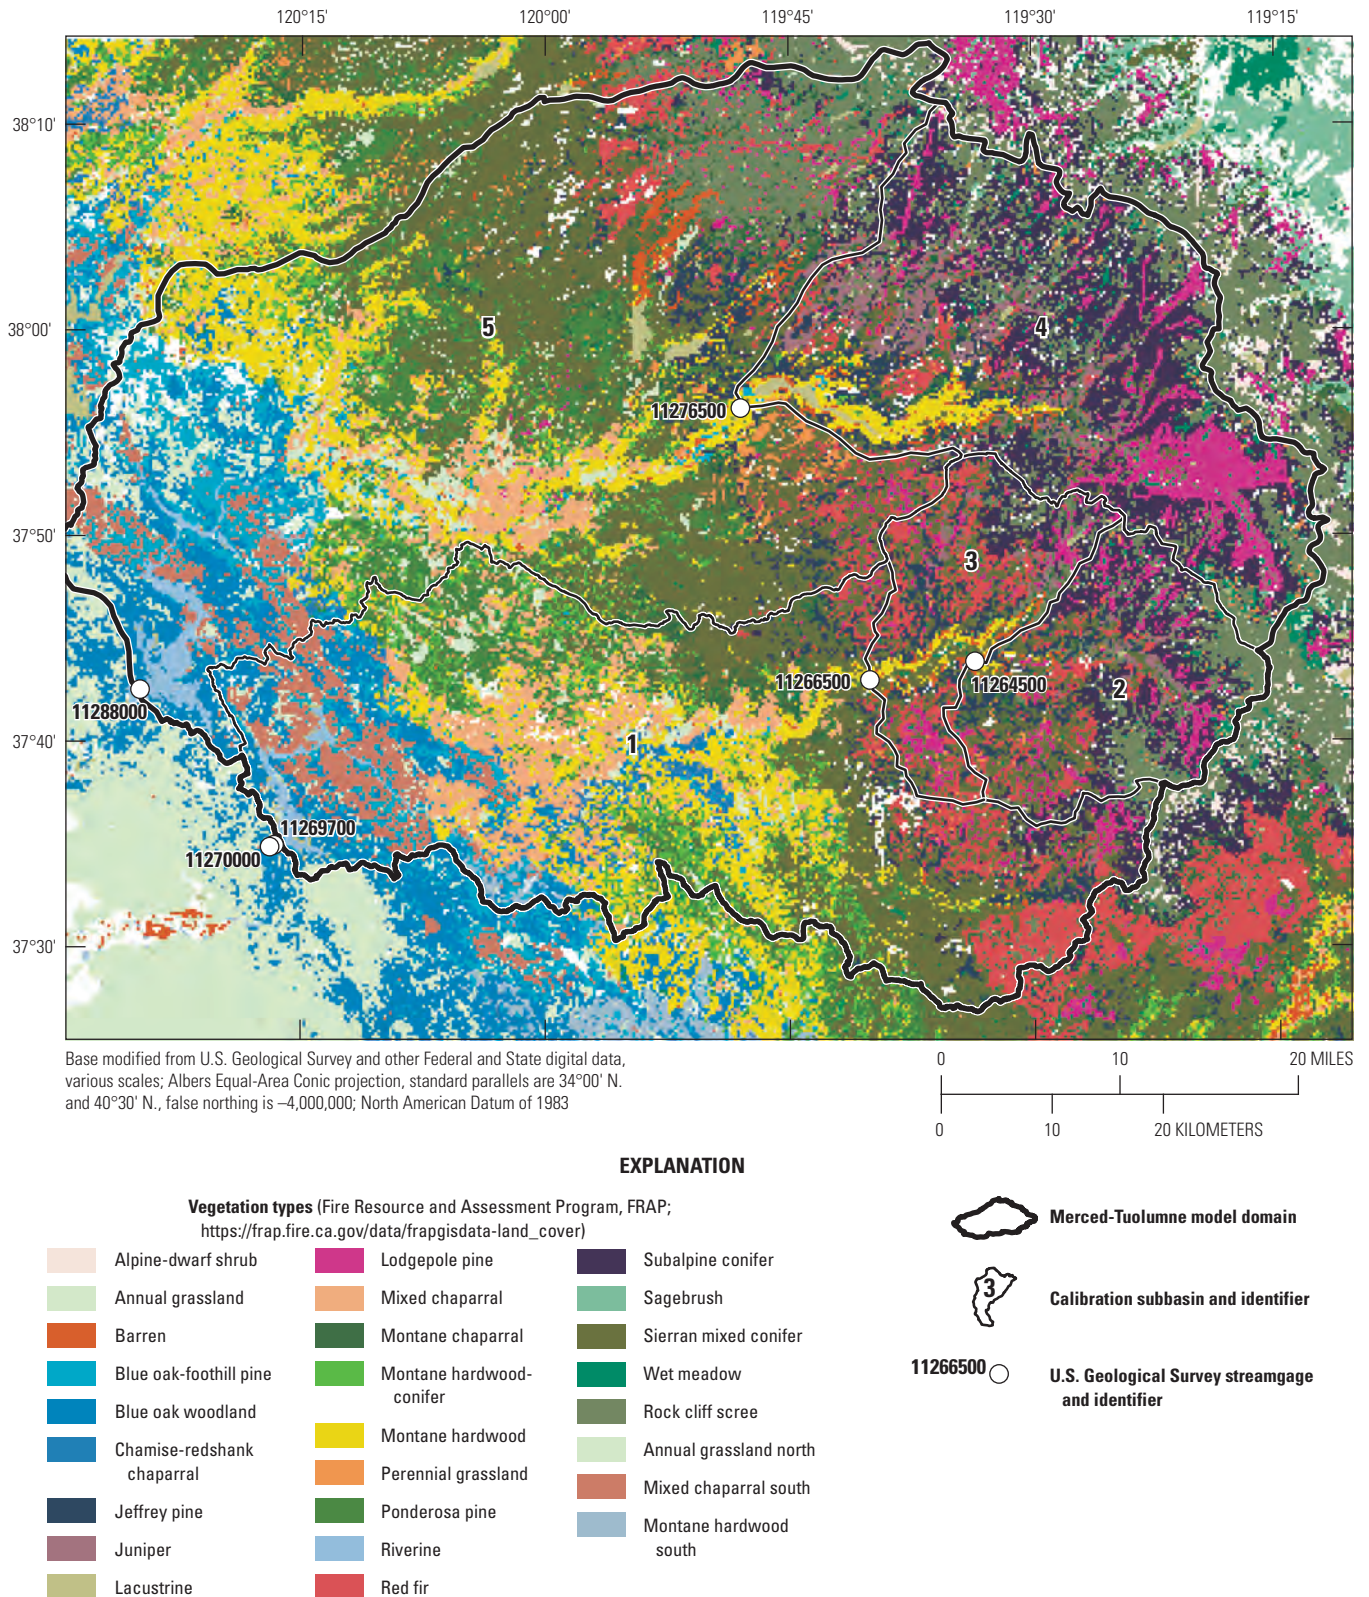 120°15' 120°00' 119°45' 119°30' 119°15'
38°10'
38°00'
37°50'
37°40'
37°30'
5
4
11276500
3
11266500
11264500
2
11288000
1
11269700
11270000
Base modified from U.S. Geological Survey and other Federal and State digital data,
various scales; Albers Equal-Area Conic projection, standard parallels are 34°00' N.
and 40°30' N., false northing is –4,000,000; North American Datum of 1983
0 10 20 MILES
0 10 20 KILOMETERS
EXPLANATION
Vegetation types (Fire Resource and Assessment Program, FRAP;
https://frap.fire.ca.gov/data/frapgisdata-land_cover)
Alpine-dwarf shrub
Annual grassland
Barren
Blue oak-foothill pine
Blue oak woodland
Chamise-redshank
chaparral
Jeffrey pine
Juniper
Lacustrine
Lodgepole pine
Mixed chaparral
Montane chaparral
Montane hardwood-
conifer
Montane hardwood
Perennial grassland
Ponderosa pine
Riverine
Red fir
Subalpine conifer
Sagebrush
Sierran mixed conifer
Wet meadow
Rock cliff scree
Annual grassland north
Mixed chaparral south
Montane hardwood
south
Merced-Tuolumne model domain
3
Calibration subbasin and identifier
11266500
U.S. Geological Survey streamgage
and identifier